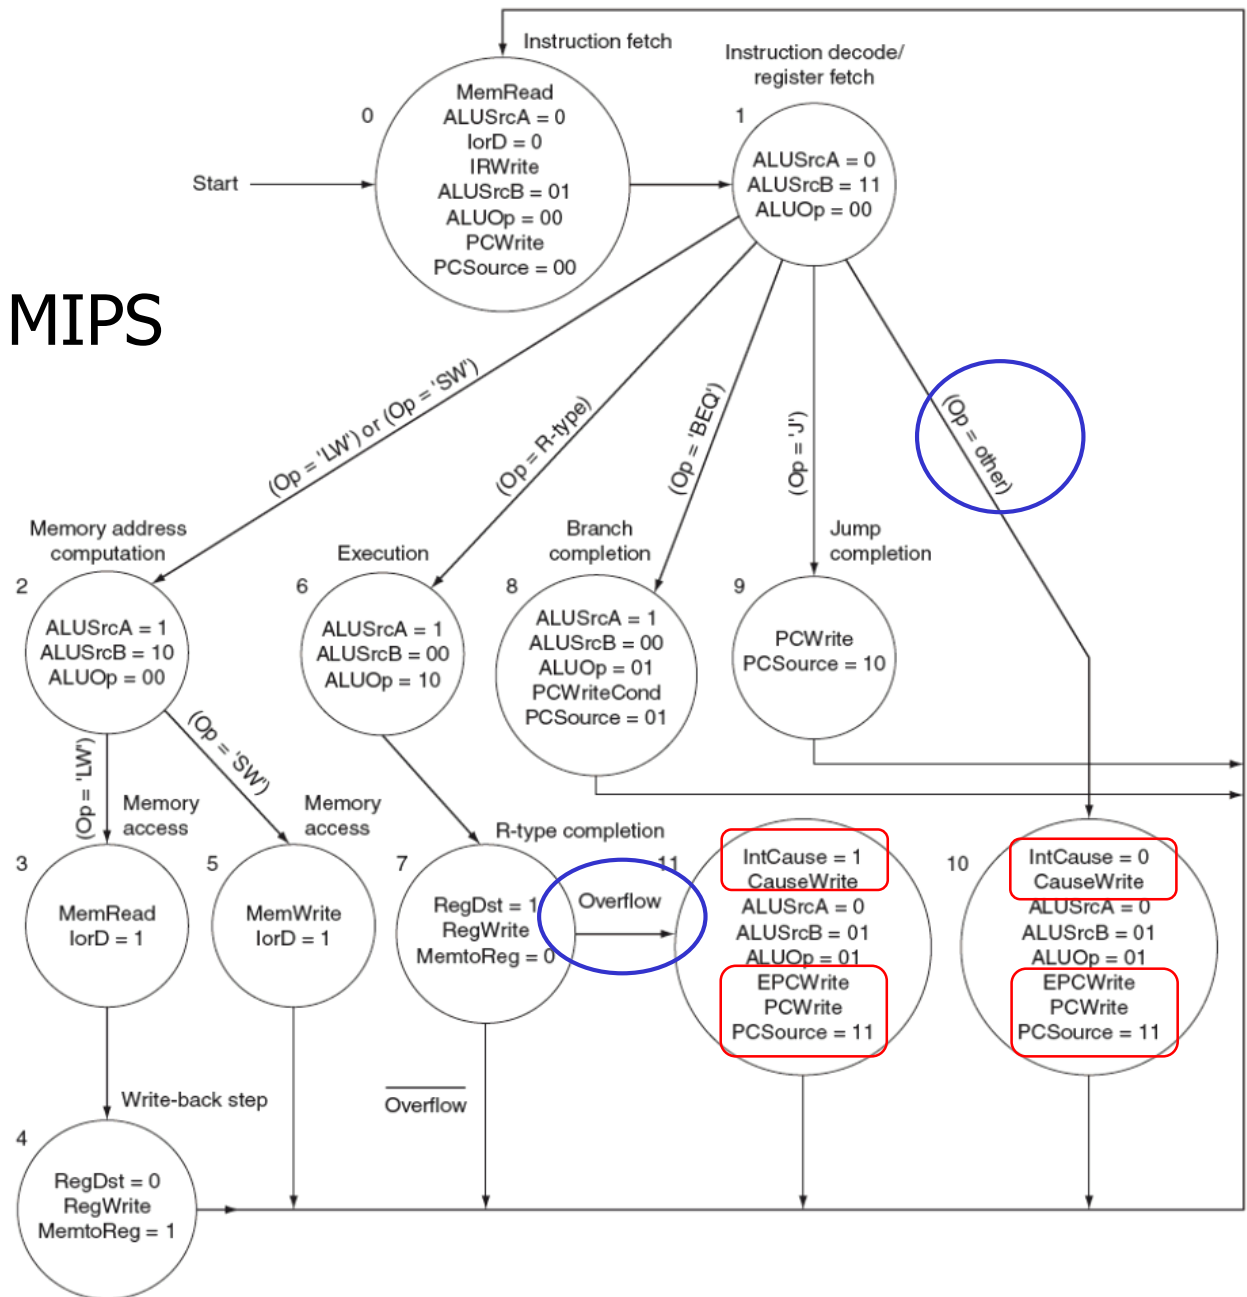 Instruction fetch
Instruction decode/
register fetch
0
MemRead
ALUSrcA = 0
IorD = 0
IRWrite
ALUSrcB = 01
ALUOp = 00
PCWrite
PCSource = 00
1
ALUSrcA = 0
ALUSrcB = 11
ALUOp = 00
Start
MIPS
(Op = 'LW') or (Op = 'SW')
(Op = R-type)
(Op = 'BEQ')
(Op = 'J')
(Op = other)
Memory address
computation
2
ALUSrcA = 1
ALUSrcB = 10
ALUOp = 00
Execution
6
ALUSrcA = 1
ALUSrcB = 00
ALUOp = 10
Branch
completion
8
ALUSrcA = 1
ALUSrcB = 00
ALUOp = 01
PCWriteCond
PCSource = 01
Jump
completion
9
PCWrite
PCSource = 10
(Op = 'LW')
(Op = 'SW')
Memory
access
3
MemRead
IorD = 1
Memory
access
5
MemWrite
IorD = 1
R-type completion
7
RegDst = 1
RegWrite
MemtoReg = 0
Overflow
11
IntCause = 1
CauseWrite
ALUSrcA = 0
ALUSrcB = 01
ALUOp = 01
EPCWrite
PCWrite
PCSource = 11
10
IntCause = 0
CauseWrite
ALUSrcA = 0
ALUSrcB = 01
ALUOp = 01
EPCWrite
PCWrite
PCSource = 11
Write-back step
Overflow
4
RegDst = 0
RegWrite
MemtoReg = 1